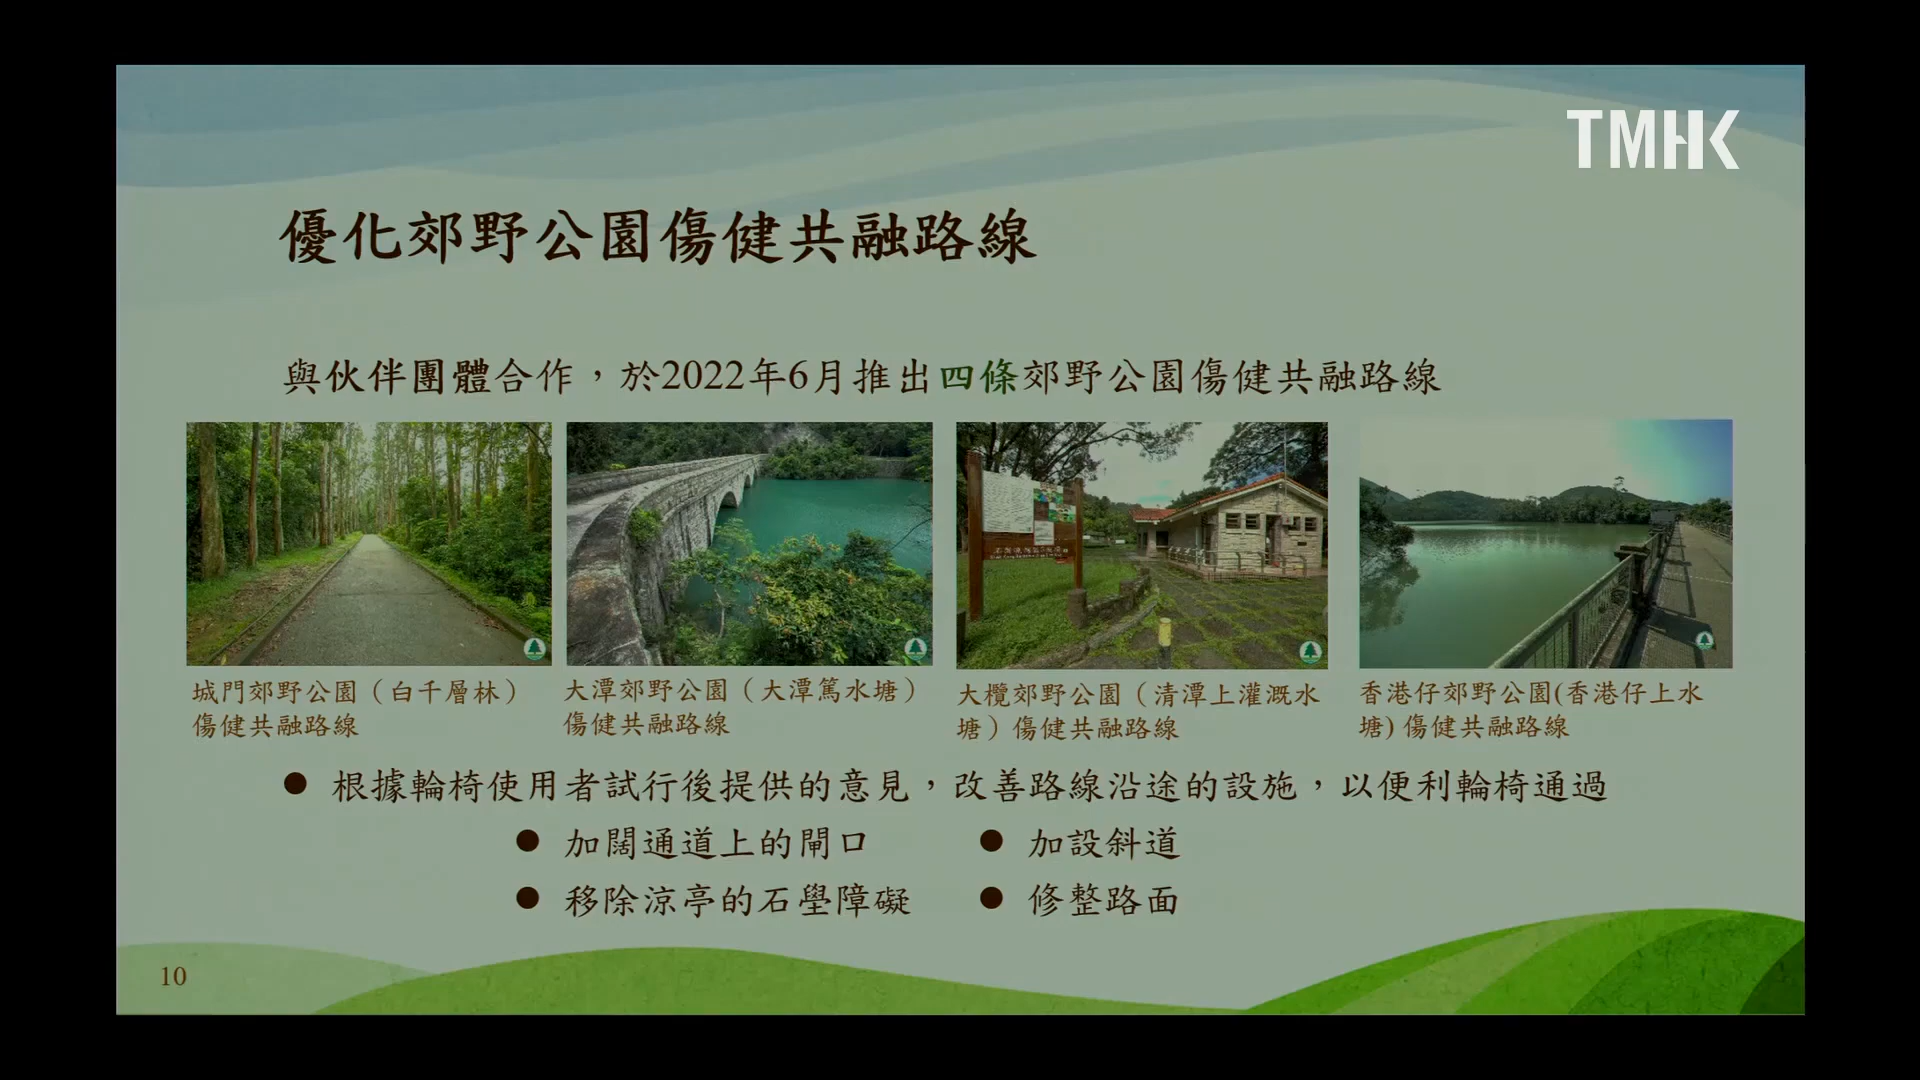 TMHK
優化郊野公園傷健共融路線
與伙伴團體合作，於2022年6月推出四條郊野公園傷健共融路線
城門郊野公園（白千層林）
傷健共融路線
大潭郊野公園（大潭篤水塘）
傷健共融路線
大欖郊野公園（清潭上灌溉水
塘）傷健共融路線
香港仔郊野公園(香港仔上水
塘) 傷健共融路線
● 根據輪椅使用者試行後提供的意見，改善路線沿途的設施，以便利輪椅通過
● 加闊通道上的閘口
● 加設斜道
● 移除涼亭的石壆障礙
● 修整路面
10